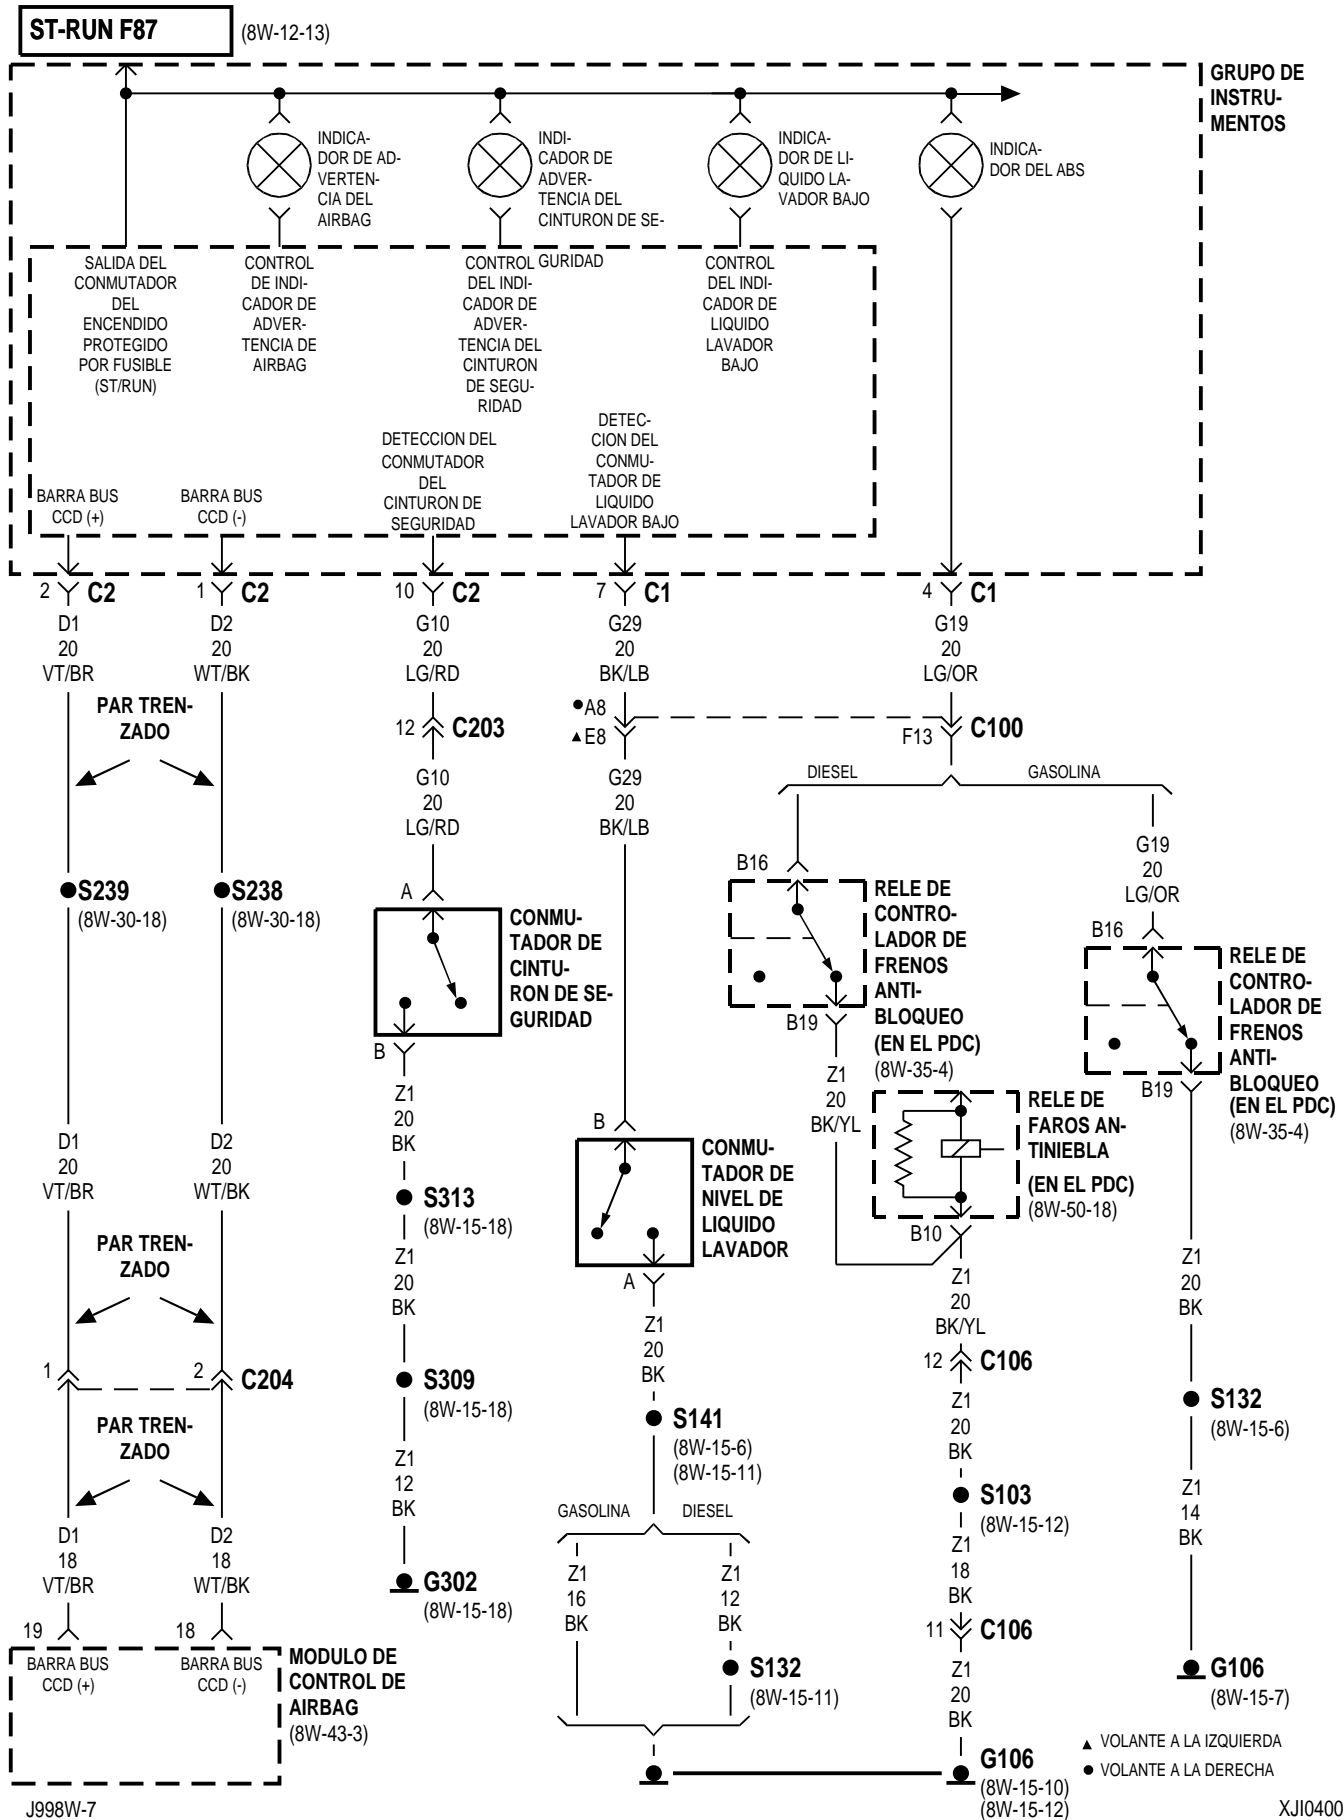 ST-RUN F87
(8W-12-13)
GRUPO DE
INSTRU-
MENTOS
INDICA-
DOR DE AD-
VERTEN-
CIA DEL
AIRBAG
INDI-
CADOR DE
ADVER-
TENCIA DEL
CINTURON DE SE-
GURIDAD
INDICA-
DOR DE LI-
QUIDO LA-
VADOR BAJO
INDICA-
DOR DEL ABS
SALIDA DEL
CONMUTADOR
DEL
ENCENDIDO
PROTEGIDO
POR FUSIBLE
(ST/RUN)
CONTROL
DE INDI-
CADOR DE
ADVER-
TENCIA DE
AIRBAG
CONTROL
DEL INDI-
CADOR DE
ADVER-
TENCIA DEL
CINTURON
DE SEGU-
RIDAD
CONTROL
DEL INDI-
CADOR DE
LIQUIDO
LAVADOR
BAJO
BARRA BUS
CCD (+)
BARRA BUS
CCD (-)
DETECCION DEL
CONMUTADOR
DEL
CINTURON DE
SEGURIDAD
DETEC-
CION DEL
CONMU-
TADOR DE
LIQUIDO
LAVADOR BAJO
2 C2
1 C2
10 C2
7 C1
4 C1
D1
20
VT/BR
D2
20
WT/BK
G10
20
LG/RD
G29
20
BK/LB
G19
20
LG/OR
PAR TREN-
ZADO
12 C203
●A8
▲E8
F13 C100
G10
20
LG/RD
G29
20
BK/LB
DIESEL
GASOLINA
G19
20
LG/OR
S239
(8W-30-18)
S238
(8W-30-18)
A
CONMU-
TADOR DE
CINTU-
RON DE SE-
GURIDAD
B
B16
RELE DE
CONTRO-
LADOR DE
FRENOS
ANTI-
BLOQUEO
(EN EL PDC)
(8W-35-4)
B19
B16
RELE DE
CONTRO-
LADOR DE
FRENOS
ANTI-
BLOQUEO
(EN EL PDC)
(8W-35-4)
B19
Z1
20
BK
Z1
20
BK/YL
RELE DE
FAROS AN-
TINIEBLA
(EN EL PDC)
(8W-50-18)
B10
D1
20
VT/BR
D2
20
WT/BK
S313
(8W-15-18)
B
CONMU-
TADOR DE
NIVEL DE
LIQUIDO
LAVADOR
A
PAR TREN-
ZADO
Z1
20
BK
Z1
20
BK
Z1
20
BK/YL
Z1
20
BK
1
2 C204
S309
(8W-15-18)
12 C106
S141
(8W-15-6)
(8W-15-11)
Z1
20
BK
S132
(8W-15-6)
PAR TREN-
ZADO
Z1
12
BK
GASOLINA
DIESEL
S103
(8W-15-12)
Z1
14
BK
D1
18
VT/BR
D2
18
WT/BK
G302
(8W-15-18)
Z1
16
BK
Z1
12
BK
Z1
18
BK
11 C106
19
18
BARRA BUS
CCD (+)
BARRA BUS
CCD (-)
MODULO DE
CONTROL DE
AIRBAG
(8W-43-3)
S132
(8W-15-11)
Z1
20
BK
G106
(8W-15-7)
G106
(8W-15-10)
(8W-15-12)
▲ VOLANTE A LA IZQUIERDA
● VOLANTE A LA DERECHA
J998W-7
XJI0400